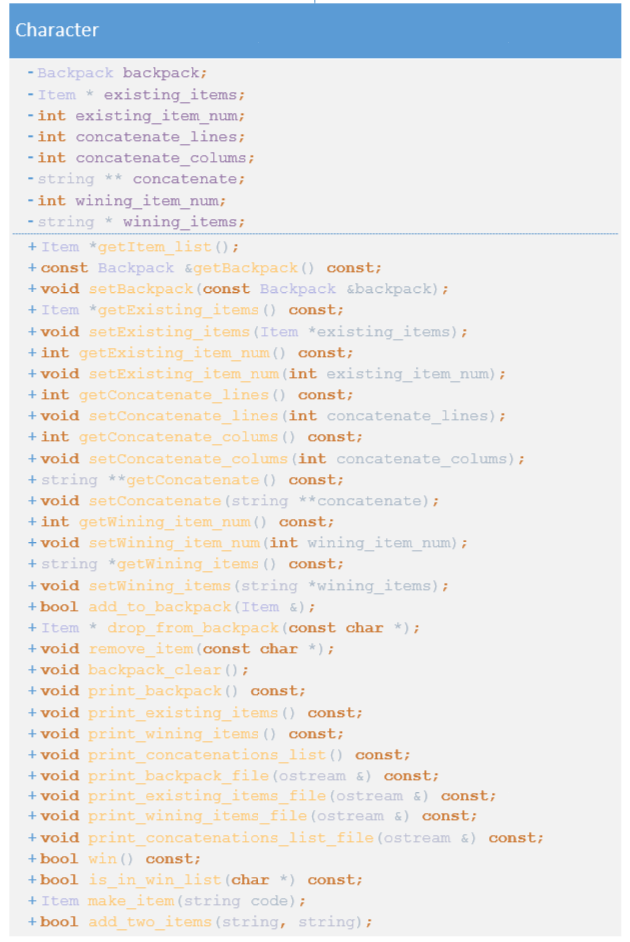 Character
- Backpack backpack;
- Item * existing_items;
- int existing_item_num;
- int concatenate_lines;
- int concatenate_colums;
- string ** concatenate;
- int wining_item_num;
- string * wining_items;
+ Item *getItem_list();
+ const Backpack &getBackpack() const;
+ void setBackpack(const Backpack &backpack);
+ Item *getExisting_items() const;
+ void setExisting_items(Item *existing_items);
+ int getExisting_item_num() const;
+ void setExisting_item_num(int existing_item_num);
+ int getConcatenate_lines() const;
+ void setConcatenate_lines(int concatenate_lines);
+ int getConcatenate_colums() const;
+ void setConcatenate_colums(int concatenate_colums);
+ string **getConcatenate() const;
+ void setConcatenate(string **concatenate);
+ int getWining_item_num() const;
+ void setWining_item_num(int wining_item_num);
+ string *getWining_items() const;
+ void setWining_items(string *wining_items);
+ bool add_to_backpack(Item &);
+ Item * drop_from_backpack(const char *);
+ void remove_item(const char *);
+ void backpack_clear();
+ void print_backpack() const;
+ void print_existing_items() const;
+ void print_wining_items() const;
+ void print_concatenations_list() const;
+ void print_backpack_file(ostream &) const;
+ void print_existing_items_file(ostream &) const;
+ void print_wining_items_file(ostream &) const;
+ void print_concatenations_list_file(ostream &) const;
+ bool win() const;
+ bool is_in_win_list(char *) const;
+ Item make_item(string code);
+ bool add_two_items(string, string);